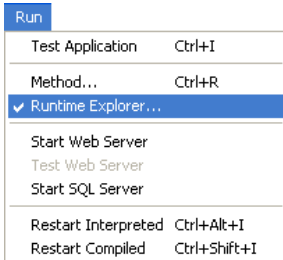 Run
Test Application Ctrl+I
Method... Ctrl+R
Runtime Explorer...
Start Web Server
Test Web Server
Start SQL Server
Restart Interpreted Ctrl+Alt+I
Restart Compiled Ctrl+Shift+I